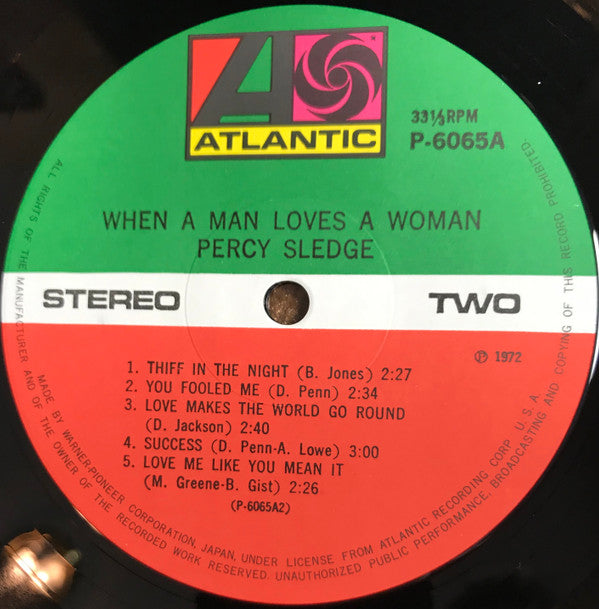 ATLANTIC
33⅓RPM
P-6065A
WHEN A MAN LOVES A WOMAN
PERCY SLEDGE
STEREO
TWO
℗ 1972
1. THIFF IN THE NIGHT (B. Jones) 2:27
2. YOU FOOLED ME (D. Penn) 2:34
3. LOVE MAKES THE WORLD GO ROUND
(D. Jackson) 2:40
4. SUCCESS (D. Penn-A. Lowe) 3:00
5. LOVE ME LIKE YOU MEAN IT
(M. Greene-B. Gist) 2:26
(P-6065A2)
MADE BY WARNER-PIONEER CORPORATION, JAPAN, UNDER LICENSE FROM ATLANTIC RECORDING CORP. U.S.A.
ALL RIGHTS OF THE MANUFACTURER AND OF THE OWNER OF THE RECORDED WORK RESERVED. UNAUTHORIZED PUBLIC PERFORMANCE, BROADCASTING AND COPYING OF THIS RECORD PROHIBITED.